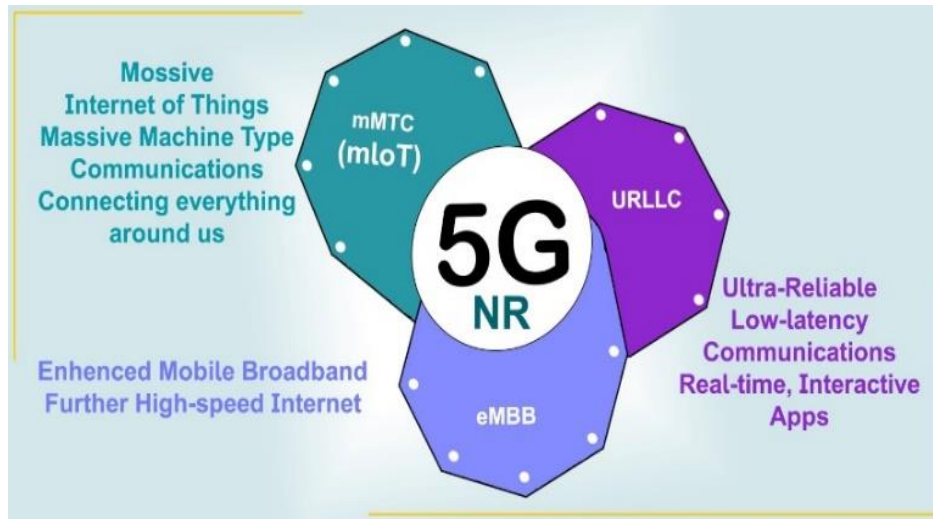 Mossive
Internet of Things
Massive Machine Type
Communications
Connecting everything
around us
mMTC
(mIoT)
URLLC
5G
NR
Ultra-Reliable
Low-latency
Communications
Real-time, Interactive
Apps
Enhanced Mobile Broadband
Further High-speed Internet
eMBB